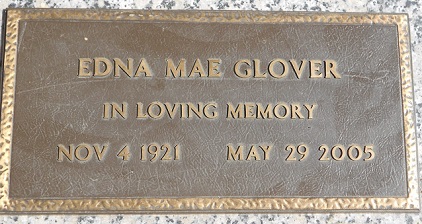 EDNA MAE GLOVER
IN LOVING MEMORY
NOV 4 1921 MAY 29 2005